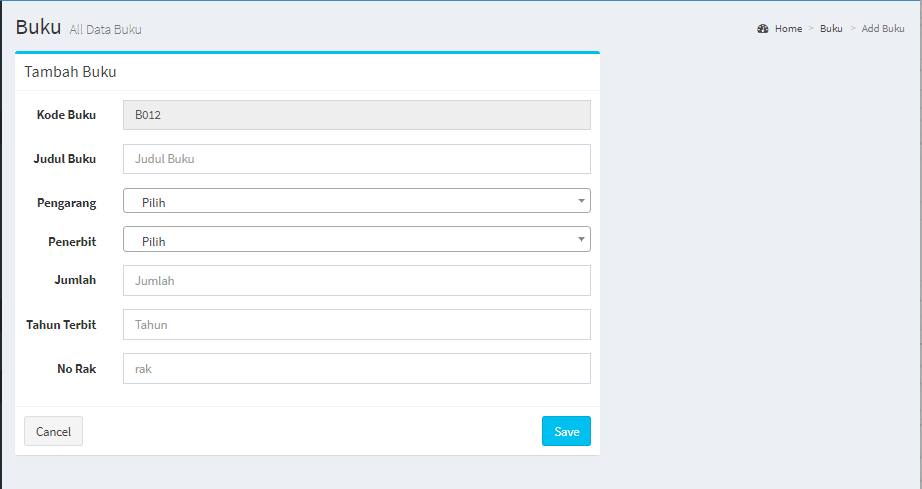 Buku All Data Buku
Home > Buku > Add Buku
Tambah Buku
Kode Buku B012
Judul Buku Judul Buku
Pengarang Pilih
Penerbit Pilih
Jumlah Jumlah
Tahun Terbit Tahun
No Rak rak
Cancel Save